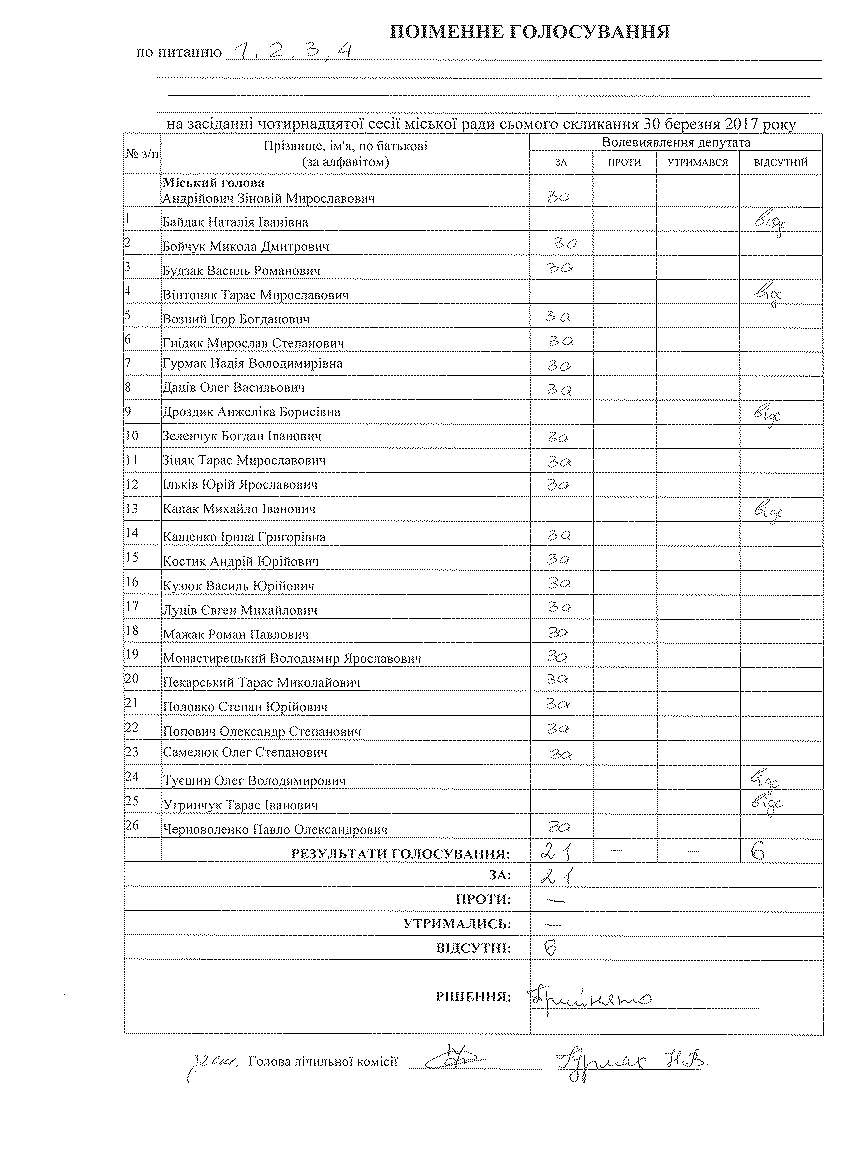 ПОІМЕННЕ ГОЛОСУВАННЯ
по питанню 1, 2, 3, 4
на засіданні чотирнадцятої сесії міської ради сьомого скликання 30 березня 2017 року
№ з/п Прізвище, ім'я, по батькові (за алфавітом) Волевиявлення депутата
ЗА ПРОТИ УТРИМАВСЯ ВІДСУТНІЙ
Міський голова
Андрійович Зіновій Мирославович за
1 Байдак Наталія Іванівна відс
2 Бойчук Микола Дмитрович за
3 Будзак Василь Романович за
4 Вінтоняк Тарас Мирославович відс
5 Возний Ігор Богданович за
6 Гнідик Мирослав Степанович за
7 Гурмак Надія Володимирівна за
8 Даців Олег Васильович за
9 Дроздик Анжеліка Борисівна відс
10 Зеленчук Богдан Іванович за
11 Зіняк Тарас Мирославович за
12 Ільків Юрій Ярославович за
13 Капак Михайло Іванович відс
14 Кащенко Ірина Григорівна за
15 Костик Андрій Юрійович за
16 Кузюк Василь Юрійович за
17 Луців Євген Михайлович за
18 Мажак Роман Павлович за
19 Монастирецький Володимир Ярославович за
20 Пекарський Тарас Миколайович за
21 Половко Степан Юрійович за
22 Попович Олександр Степанович за
23 Самелюк Олег Степанович за
24 Туєшин Олег Володимирович відс
25 Угринчук Тарас Іванович відс
26 Черноволенко Павло Олександрович за
РЕЗУЛЬТАТИ ГОЛОСУВАННЯ: 21 – – 6
ЗА: 21
ПРОТИ: –
УТРИМАЛИСЬ: –
ВІДСУТНІ: 6
РІШЕННЯ: Прийнято
Голова лічильної комісії Гурмак Н.В.